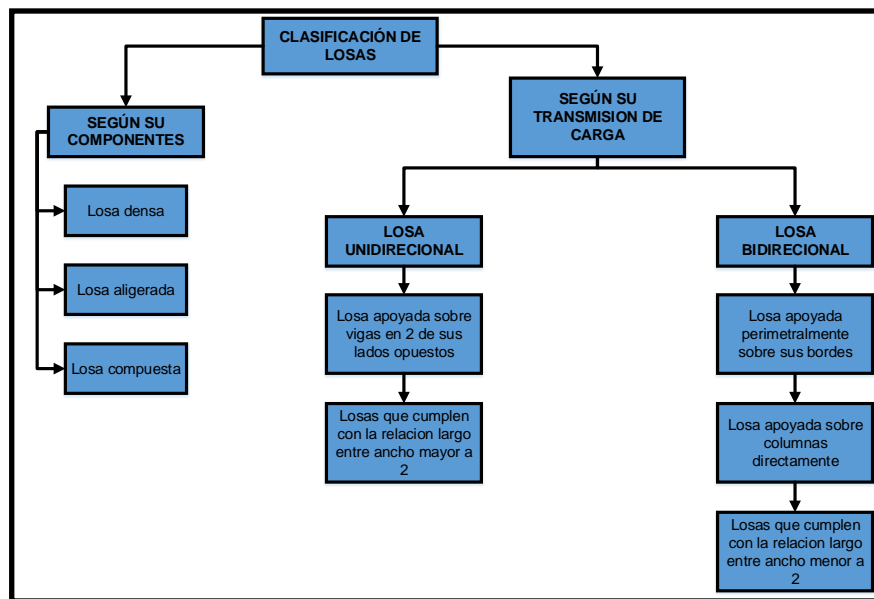 CLASIFICACIÓN DE
LOSAS
SEGÚN SU
COMPONENTES
Losa densa
Losa aligerada
Losa compuesta
SEGÚN SU
TRANSMISION DE
CARGA
LOSA
UNIDIRECIONAL
Losa apoyada sobre
vigas en 2 de sus
lados opuestos
Losas que cumplen
con la relacion largo
entre ancho mayor a
2
LOSA
BIDIRECIONAL
Losa apoyada
perimetralmente
sobre sus bordes
Losa apoyada sobre
columnas
directamente
Losas que cumplen
con la relacion largo
entre ancho menor a
2